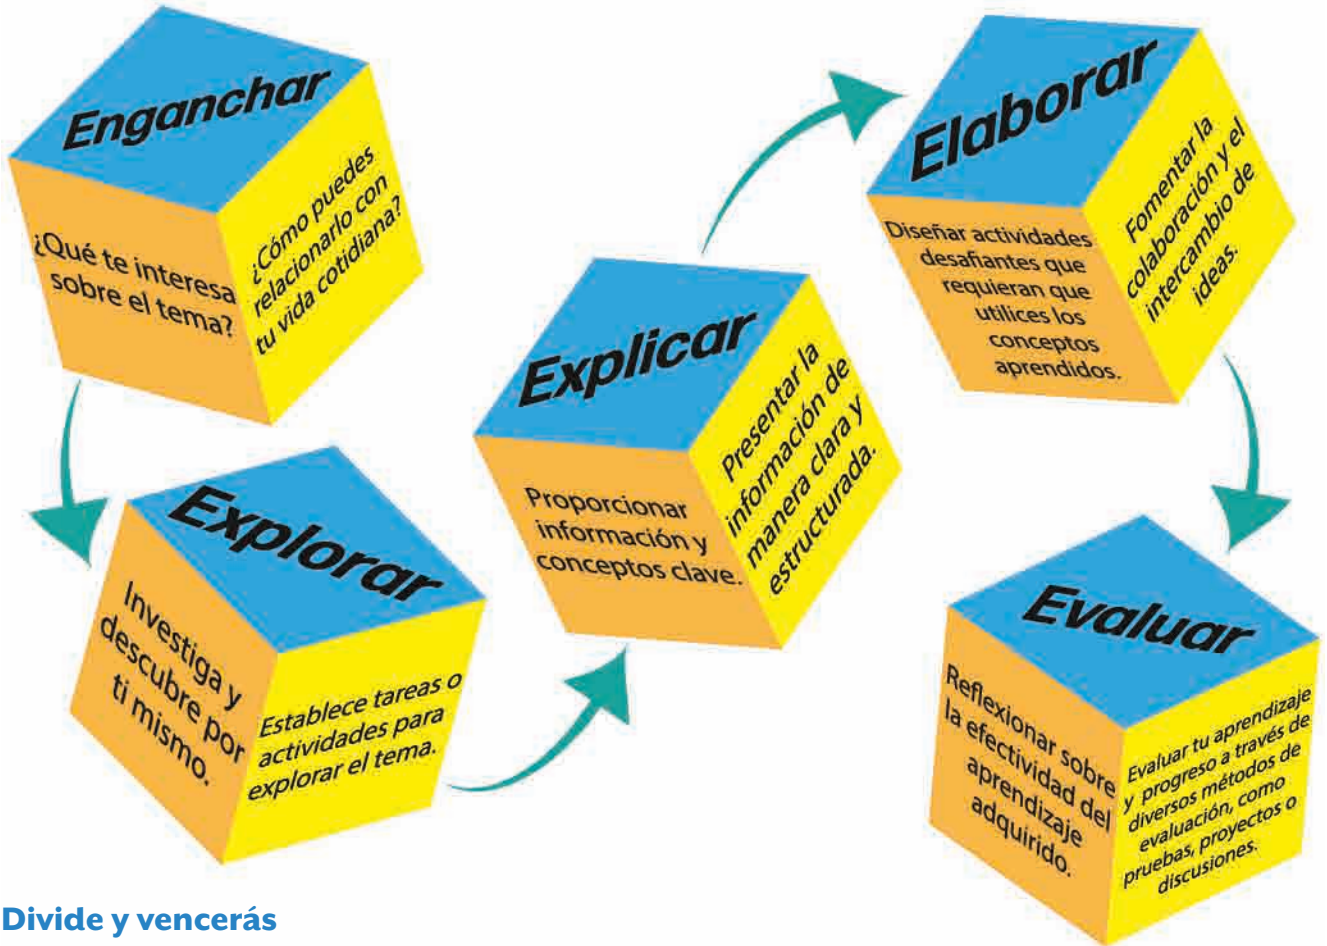 Enganchar
¿Qué te interesa
sobre el tema?
¿Cómo puedes
relacionarlo con
tu vida cotidiana?
Explorar
Investiga y
descubre por
ti mismo.
Establece tareas o
actividades para
explorar el tema.
Explicar
Proporcionar
información y
conceptos clave.
Presentar la
información de
manera clara y
estructurada.
Elaborar
Diseñar actividades
desafiantes que
requieran que
utilices los
conceptos
aprendidos.
Fomentar la
colaboración y el
intercambio de
ideas.
Evaluar
Reflexionar sobre
la efectividad del
aprendizaje
adquirido.
Evaluar tu aprendizaje
y progreso a través de
diversos métodos de
evaluación, como
pruebas, proyectos o
discusiones.
Divide y vencerás